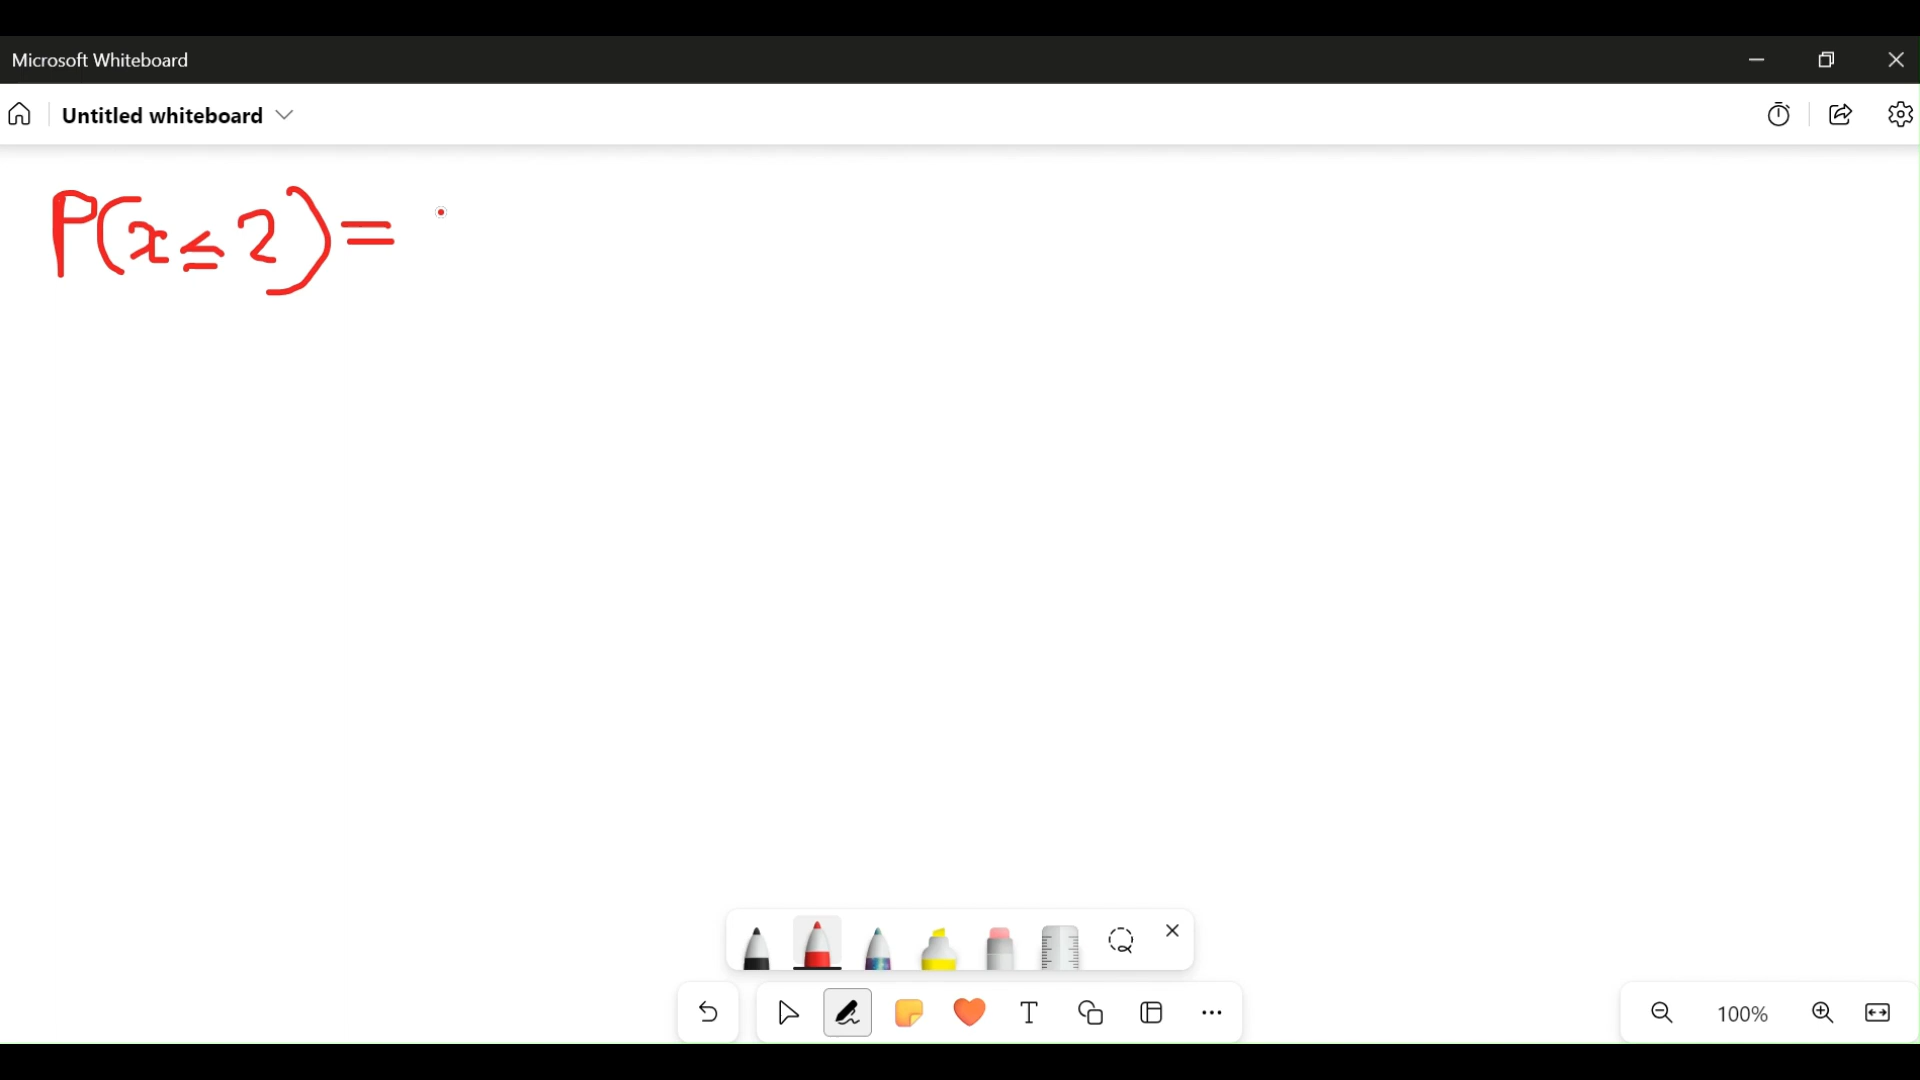 Microsoft Whiteboard
Untitled whiteboard
P(x≤2)=
T
100%